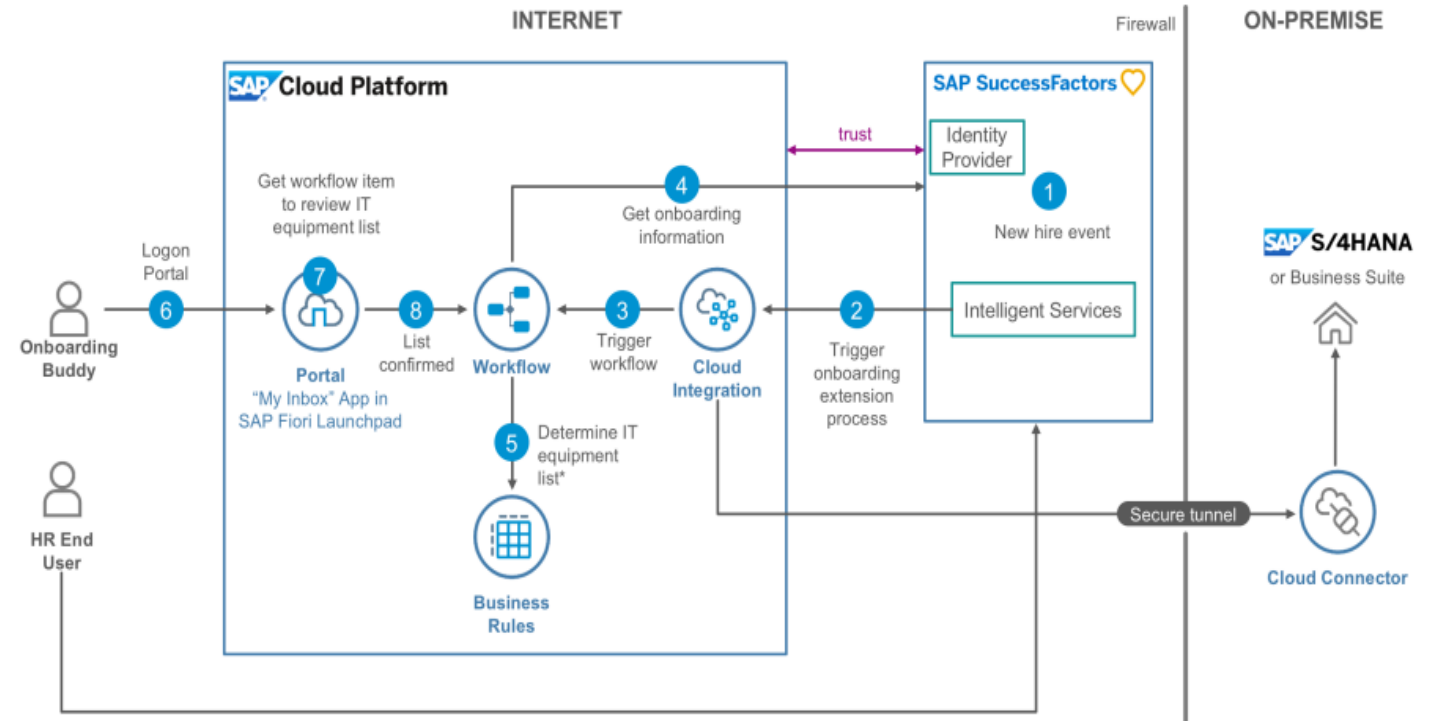 INTERNET
Firewall
ON-PREMISE
SAP Cloud Platform
SAP SuccessFactors
trust
Identity
Provider
4
1
Get workflow item
to review IT
equipment list
Get onboarding
information
New hire event
SAP S/4HANA
or Business Suite
Logon
Portal
6
7
8
3
2
Intelligent Services
Onboarding
Buddy
List
confirmed
Trigger
workflow
Trigger
onboarding
extension
process
Portal
"My Inbox" App in
SAP Fiori Launchpad
Workflow
Cloud
Integration
5
Determine IT
equipment
list*
HR End
User
Secure tunnel
Cloud Connector
Business
Rules